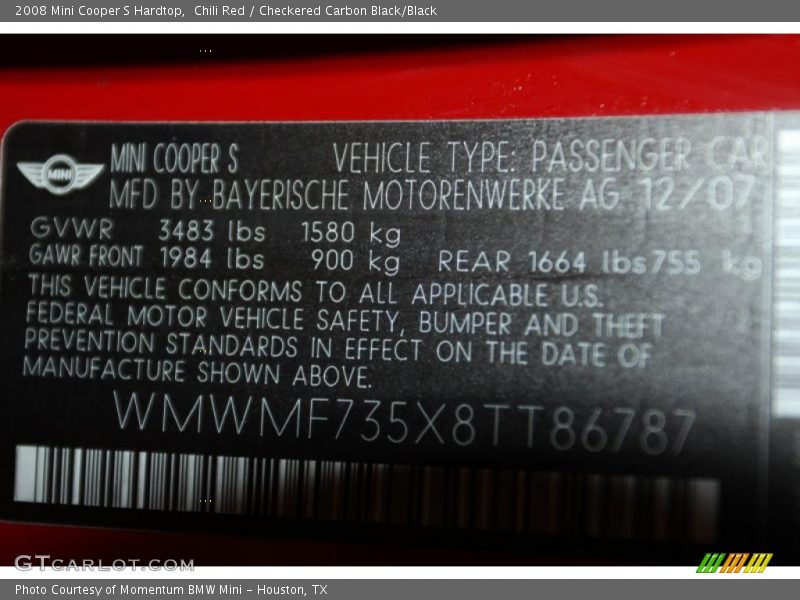 2008 Mini Cooper S Hardtop,  Chili Red / Checkered Carbon Black/Black
MINI
MINI COOPER S VEHICLE TYPE: PASSENGER CAR
MFD BY BAYERISCHE MOTORENWERKE AG 12/07
GVWR 3483 lbs 1580 kg
GAWR FRONT 1984 lbs 900 kg REAR 1664 lbs 755 kg
THIS VEHICLE CONFORMS TO ALL APPLICABLE U.S.
FEDERAL MOTOR VEHICLE SAFETY, BUMPER AND THEFT
PREVENTION STANDARDS IN EFFECT ON THE DATE OF
MANUFACTURE SHOWN ABOVE.
WMWMF735X8TT86787
GTCARLOT.COM
Photo Courtesy of Momentum BMW Mini - Houston, TX